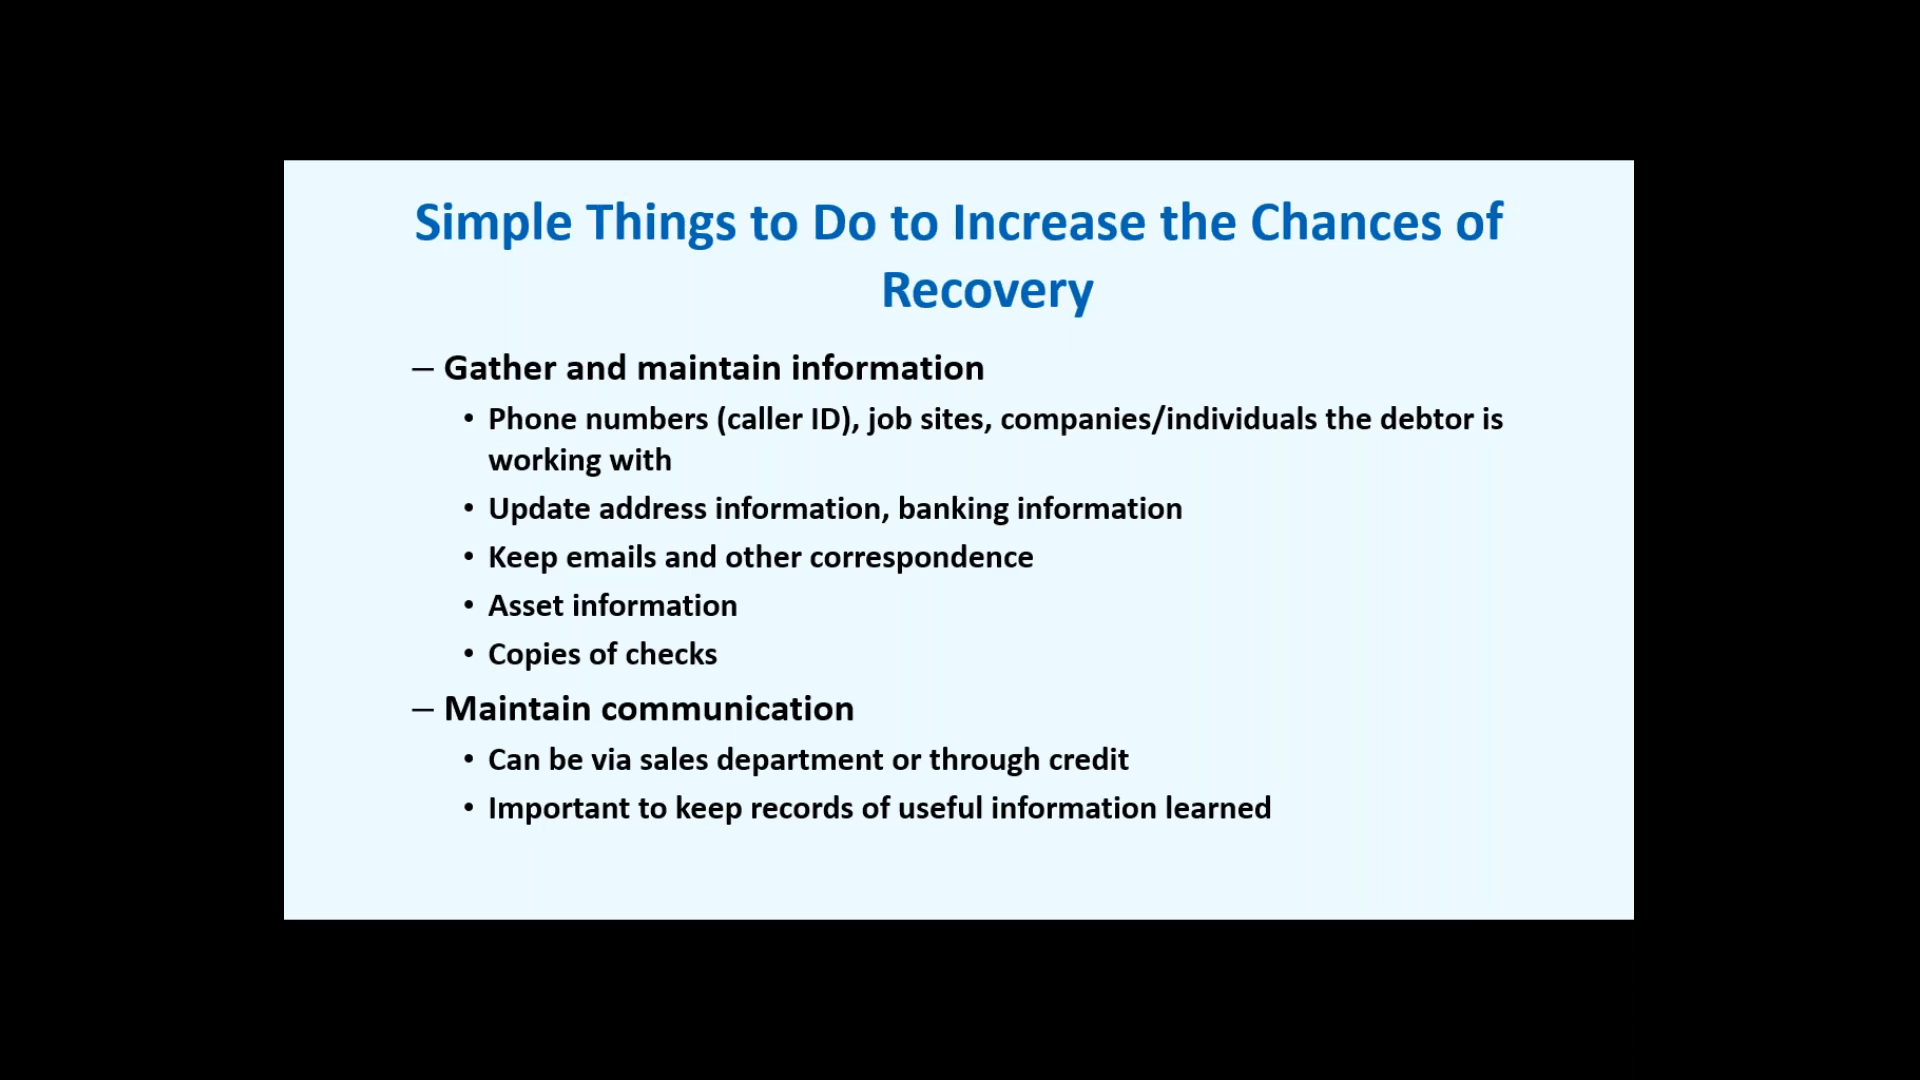 Simple Things to Do to Increase the Chances of
Recovery
– Gather and maintain information
• Phone numbers (caller ID), job sites, companies/individuals the debtor is
working with
• Update address information, banking information
• Keep emails and other correspondence
• Asset information
• Copies of checks
– Maintain communication
• Can be via sales department or through credit
• Important to keep records of useful information learned